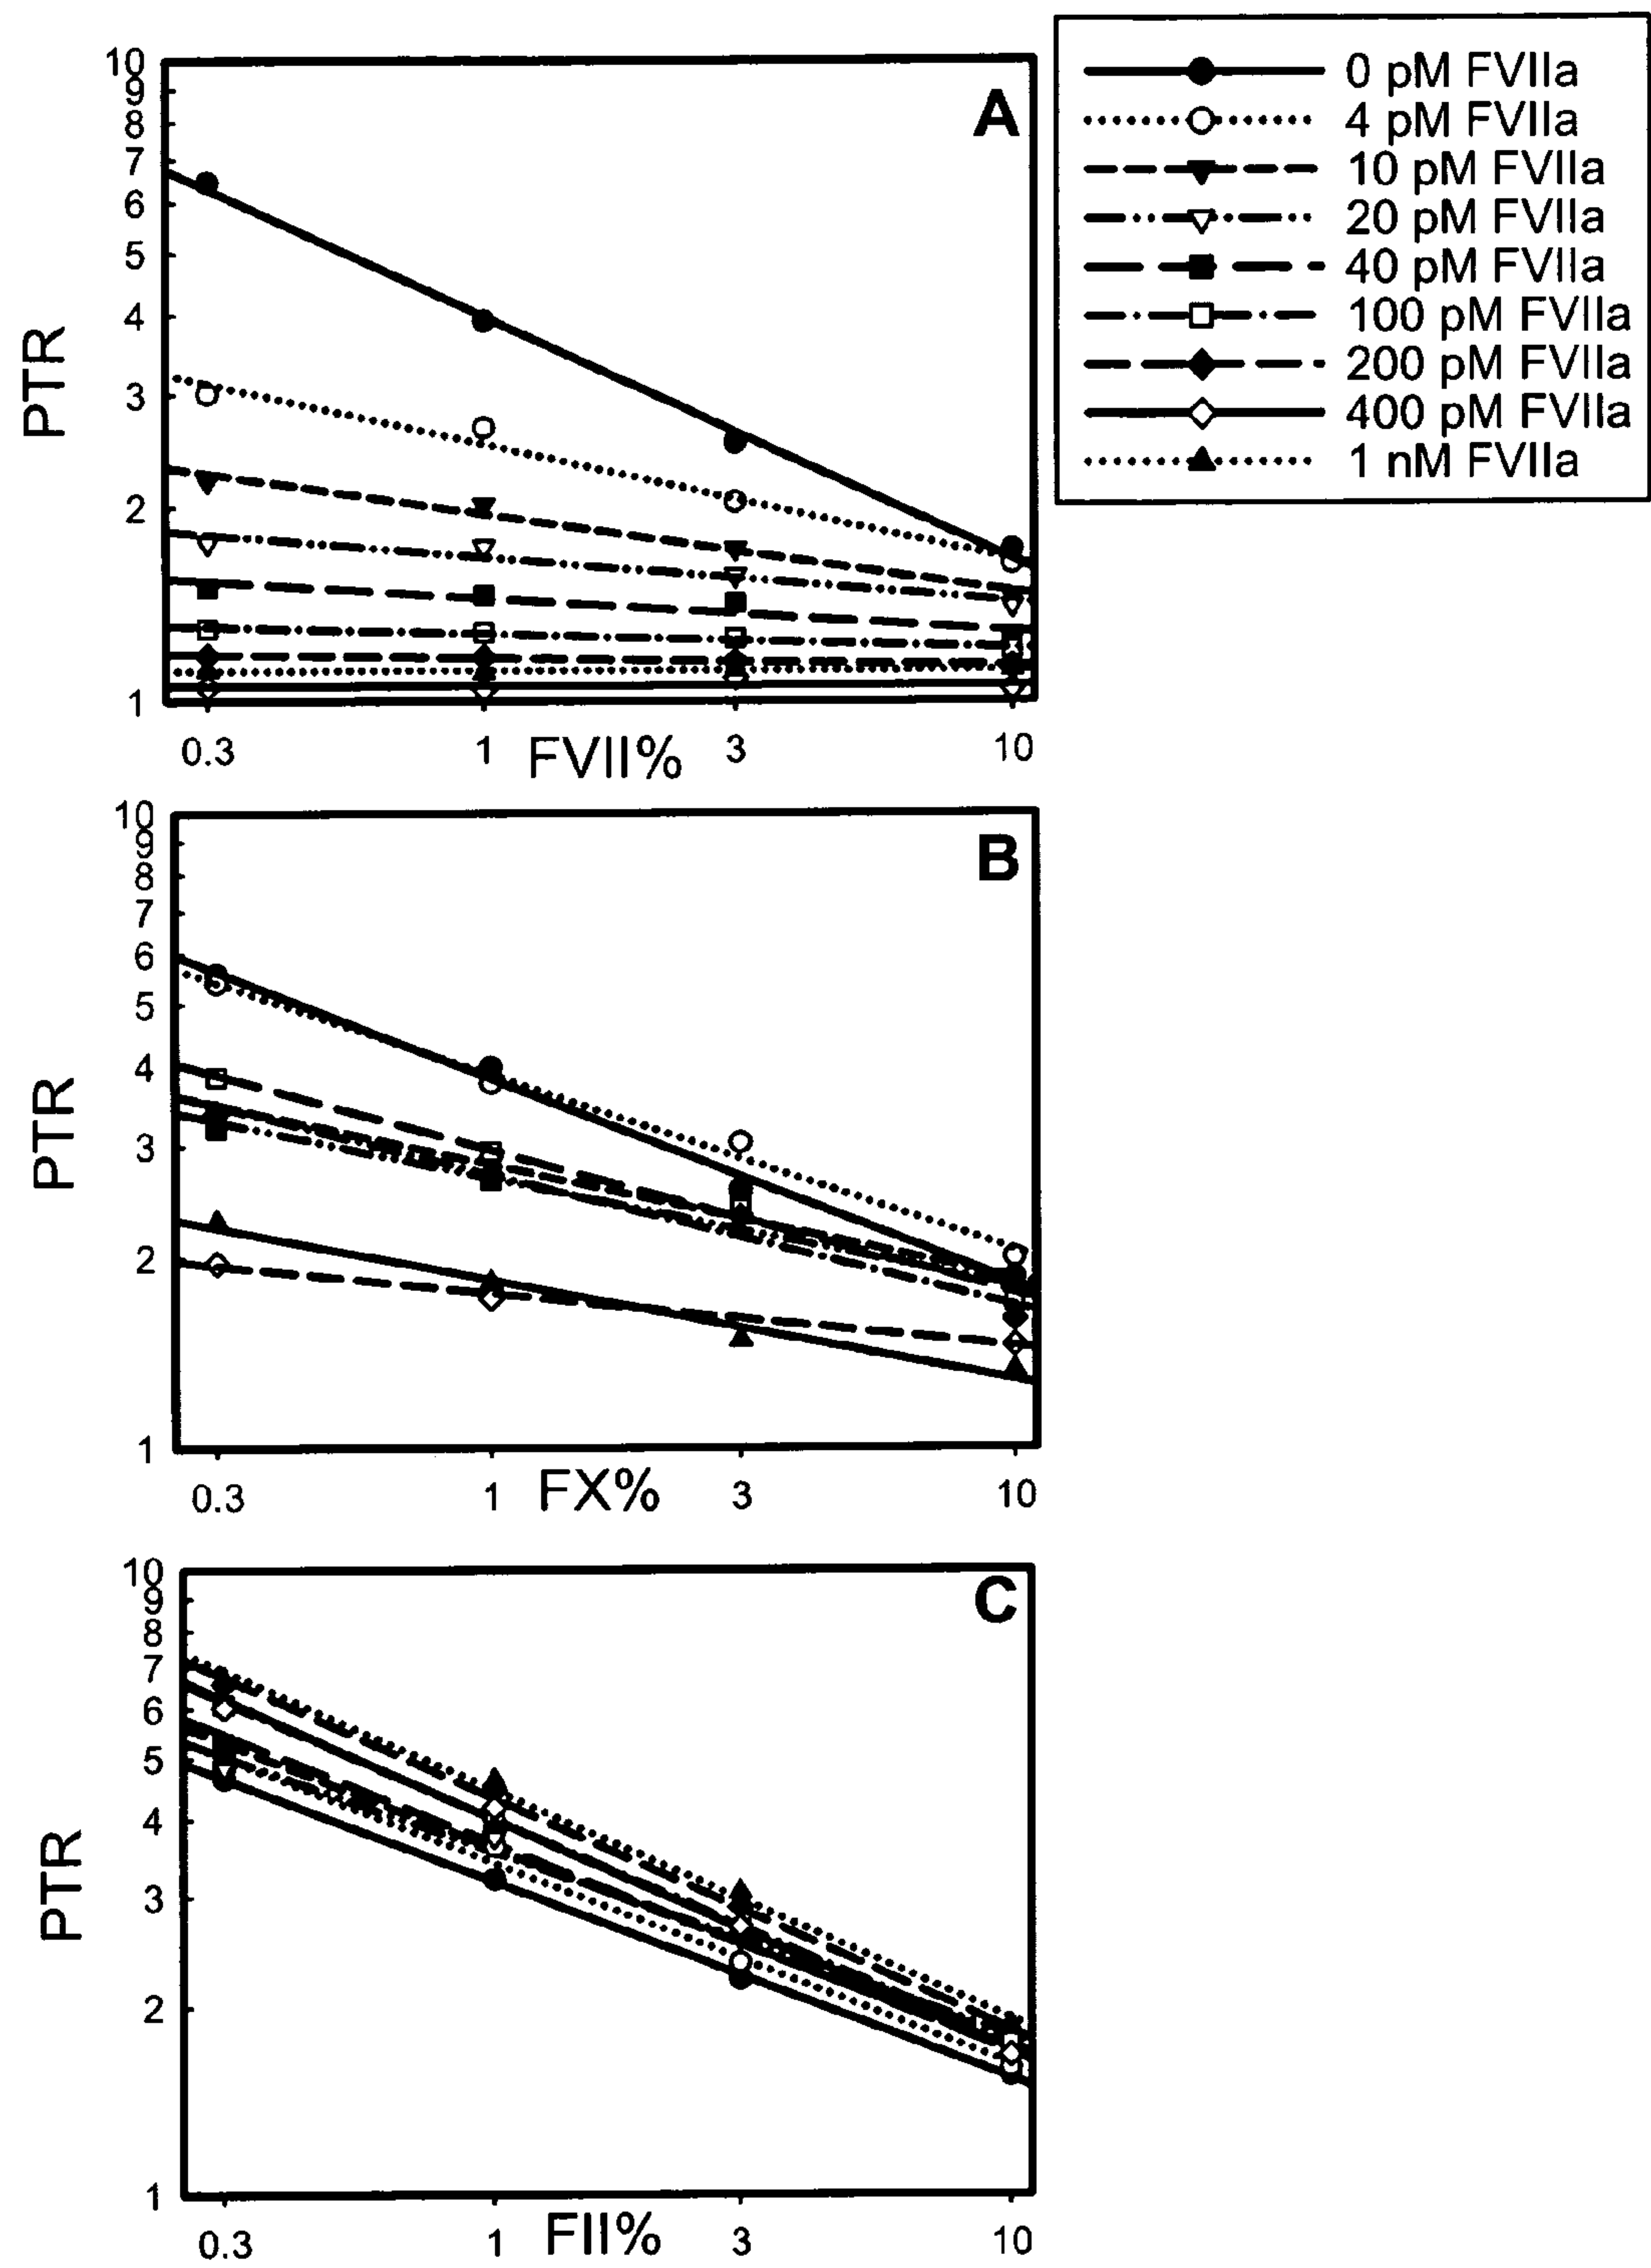 10
9
8
7
6
5
4
3
2
1
PTR
A
0.3
1
FVII%
3
10
0 pM FVIIa
4 pM FVIIa
10 pM FVIIa
20 pM FVIIa
40 pM FVIIa
100 pM FVIIa
200 pM FVIIa
400 pM FVIIa
1 nM FVIIa
10
9
8
7
6
5
4
3
2
1
PTR
B
0.3
1
FX%
3
10
10
9
8
7
6
5
4
3
2
1
PTR
C
0.3
1
FII%
3
10